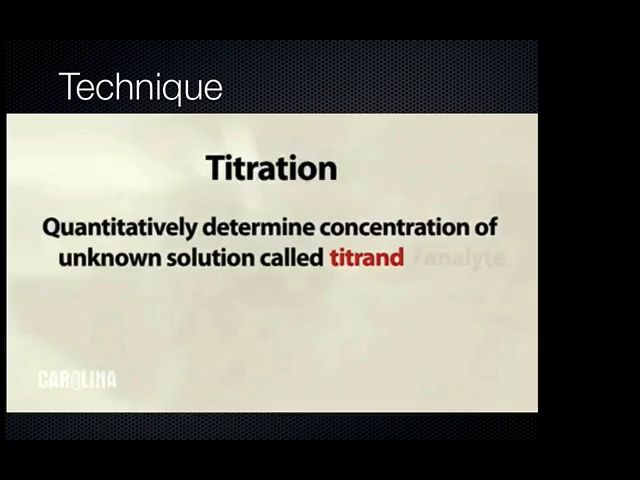 Technique
Titration
Quantitatively determine concentration of
unknown solution called titrand / analyte
CAROLINA